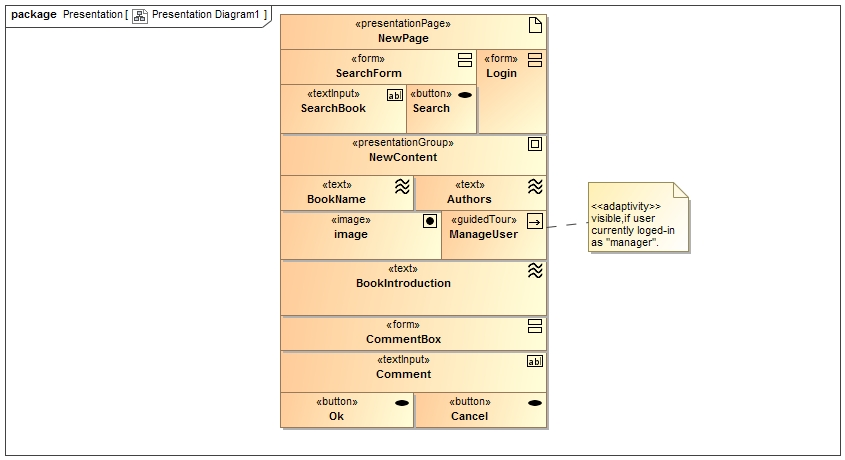 package Presentation [ Presentation Diagram1 ]
«presentationPage»
NewPage
«form»
SearchForm
«form»
Login
«textInput»
SearchBook
ab|
«button»
Search
«presentationGroup»
NewContent
«text»
BookName
«text»
Authors
«image»
image
«guidedTour»
ManageUser
<<adaptivity>>
visible,if user
currently loged-in
as "manager".
«text»
BookIntroduction
«form»
CommentBox
«textInput»
Comment
ab|
«button»
Ok
«button»
Cancel